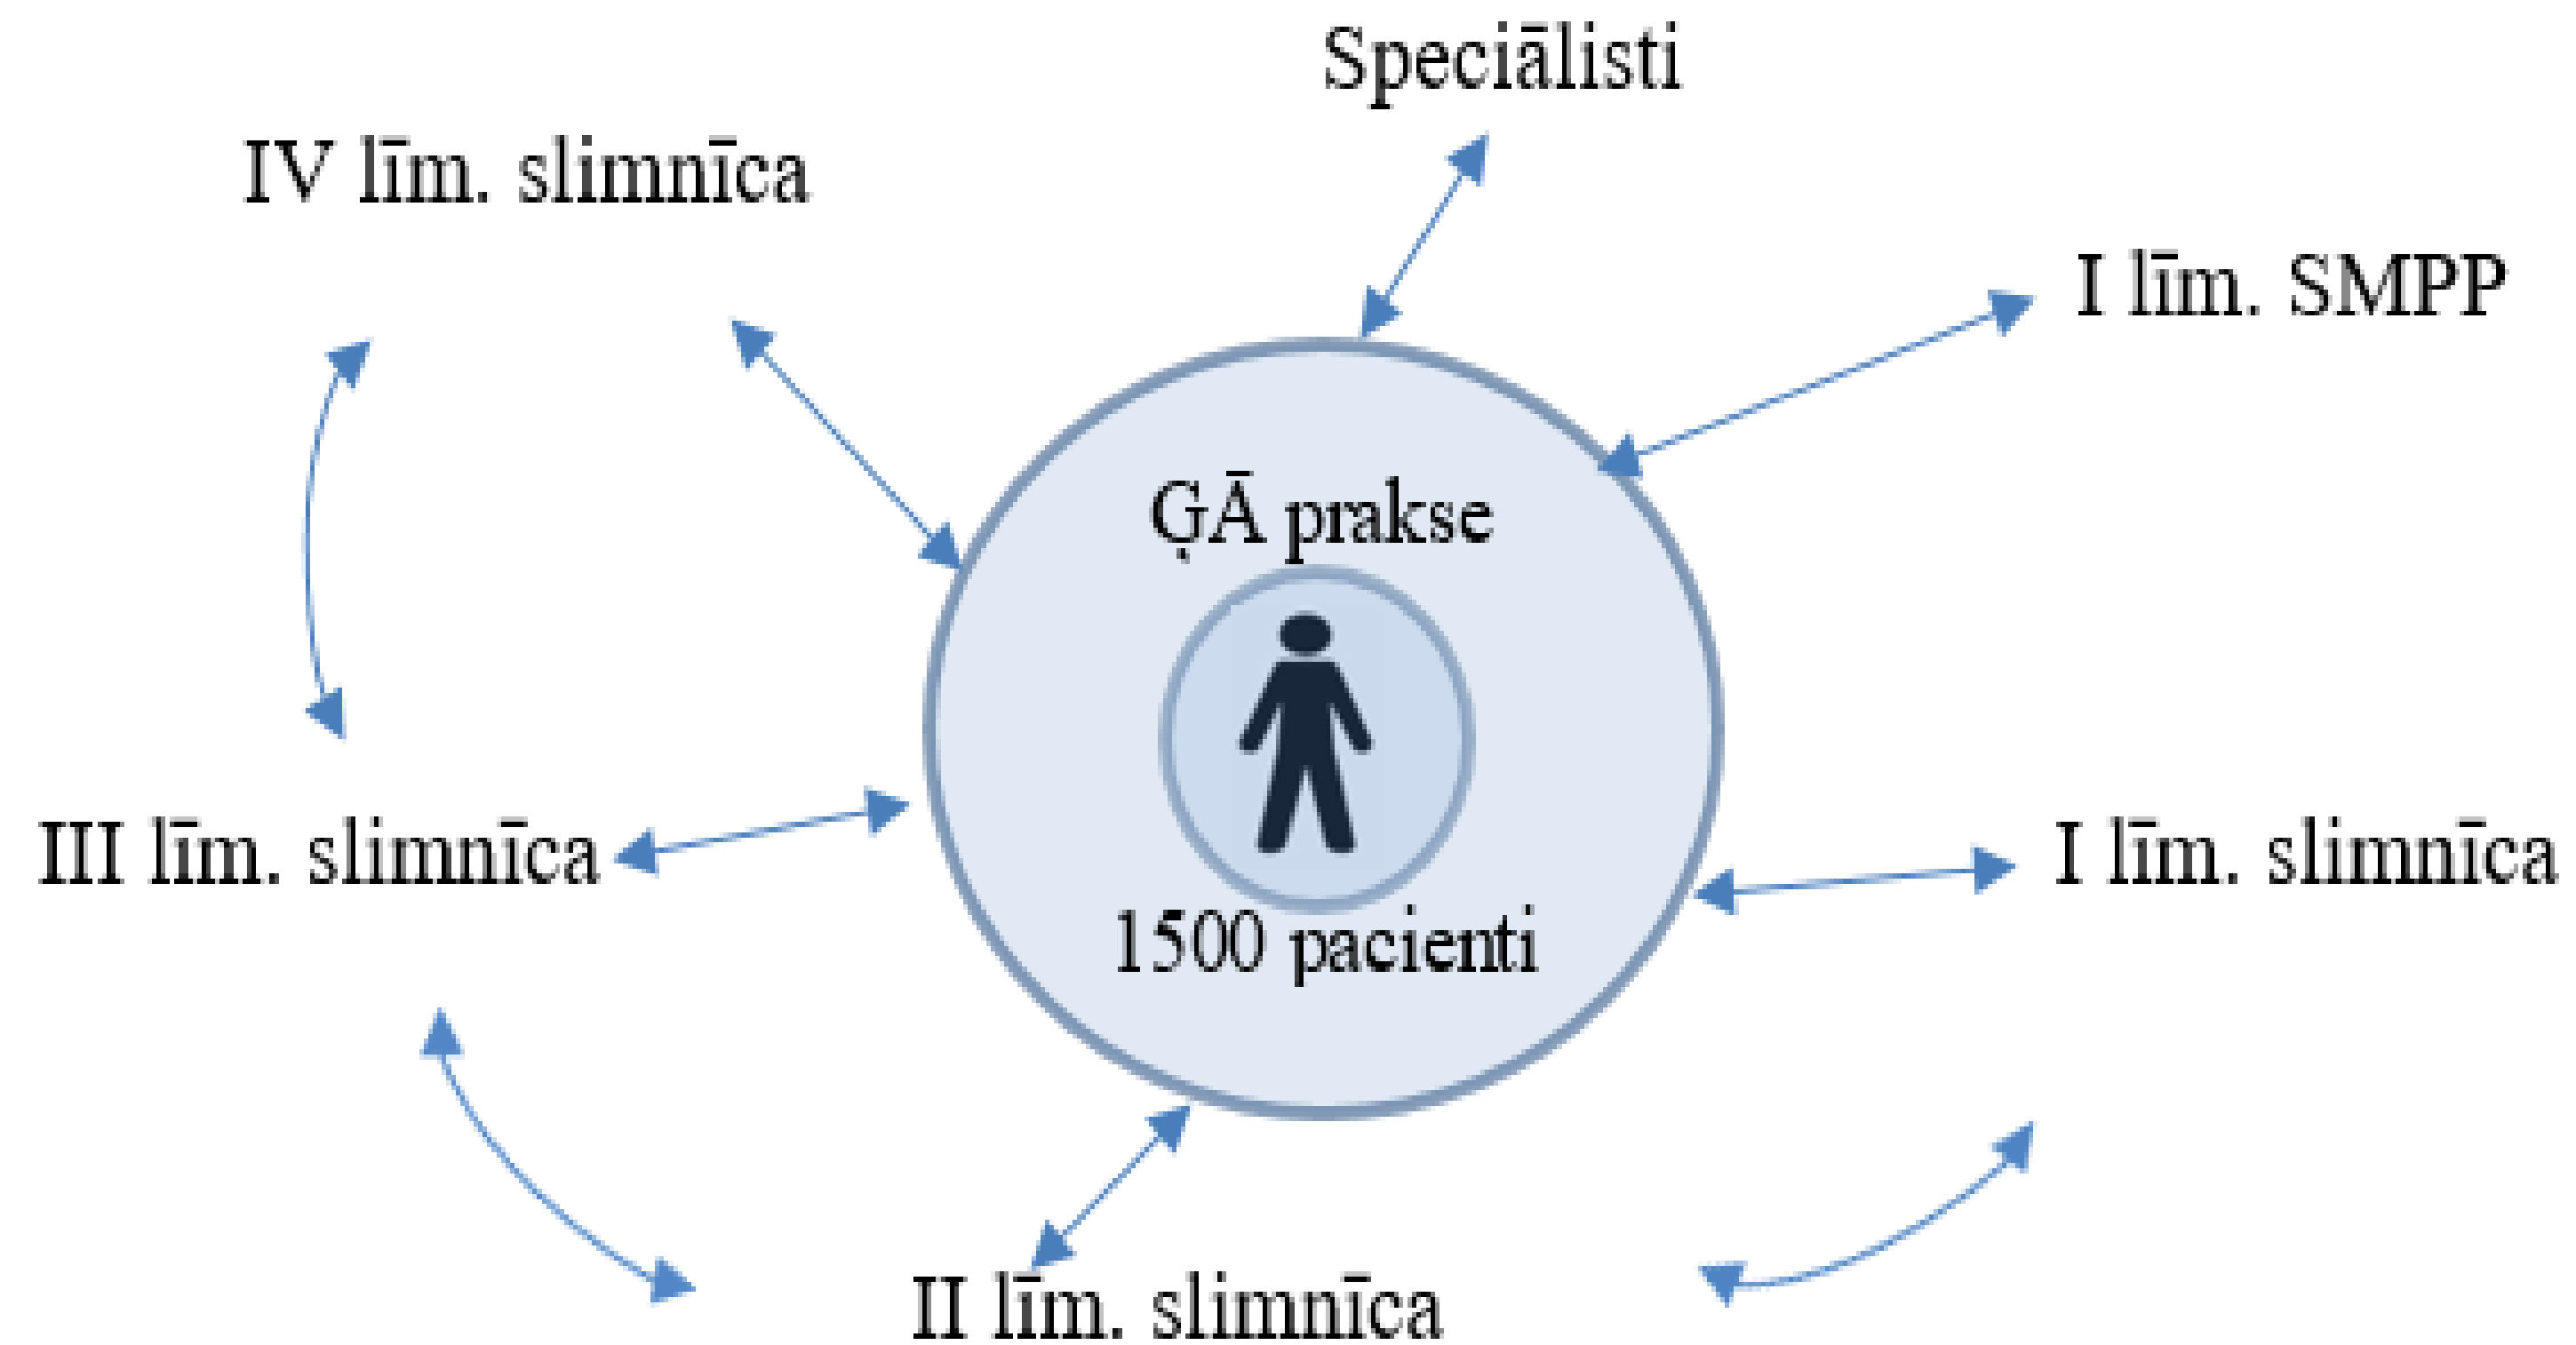 Speciālisti
IV līm. slimnīca
I līm. SMPP
ĢĀ prakse
III līm. slimnīca
I līm. slimnīca
1500 pacienti
II līm. slimnīca